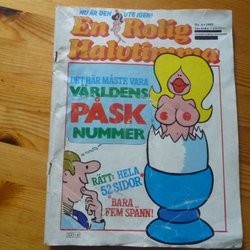 NU ÄR DEN UTE IGEN!
En Rolig
Halvtimma
DET HÄR MÅSTE VARA
VÄRLDENS
PÅSK
NUMMER
RÄTT: HELA
52 SIDOR
BARA
FEM SPÄNN!